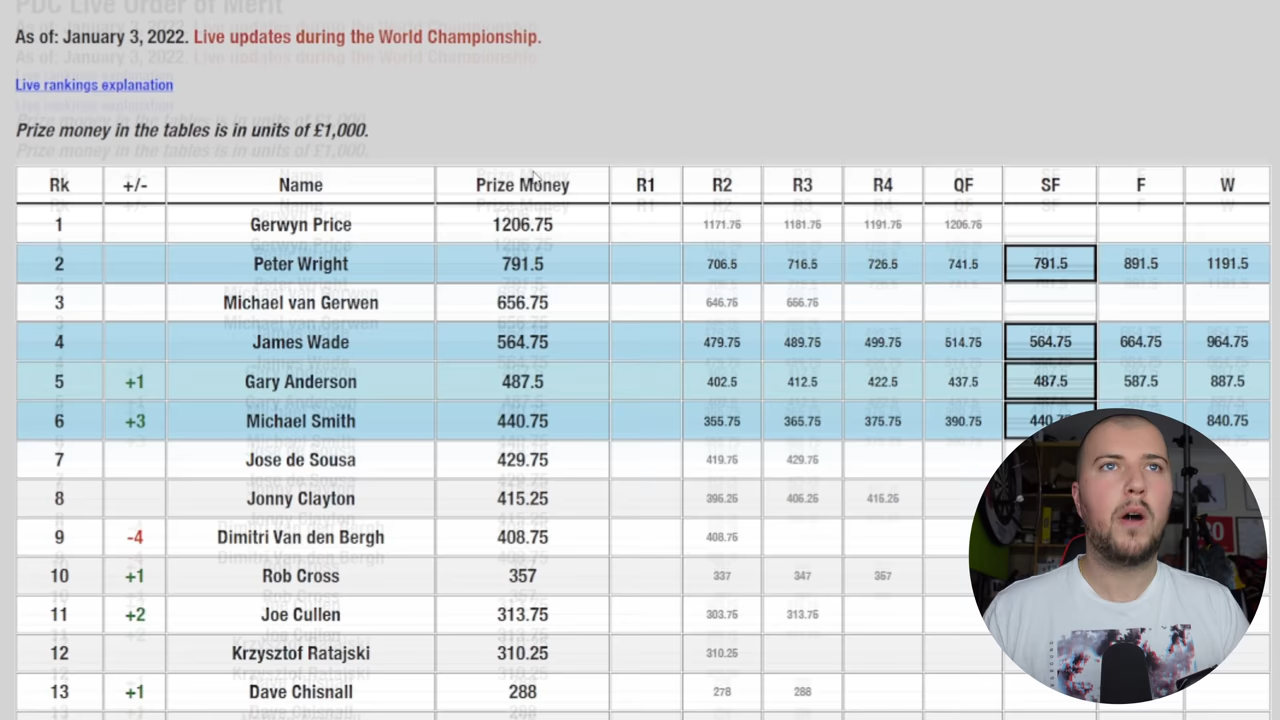 PDC Live Order of Merit
As of: January 3, 2022. Live updates during the World Championship.
Live rankings explanation
Prize money in the tables is in units of £1,000.
Rk +/- Name Prize Money R1 R2 R3 R4 QF SF F W
1 Gerwyn Price 1206.75 1171.75 1181.75 1191.75 1206.75
2 Peter Wright 791.5 706.5 716.5 726.5 741.5 791.5 891.5 1191.5
3 Michael van Gerwen 656.75 646.75 656.75
4 James Wade 564.75 479.75 489.75 499.75 514.75 564.75 664.75 964.75
5 +1 Gary Anderson 487.5 402.5 412.5 422.5 437.5 487.5 587.5 887.5
6 +3 Michael Smith 440.75 355.75 365.75 375.75 390.75 840.75
7 Jose de Sousa 429.75 419.75 429.75
8 Jonny Clayton 415.25 395.25 405.25 415.25
9 -4 Dimitri Van den Bergh 408.75 408.75
10 +1 Rob Cross 357 337 347 357
11 +2 Joe Cullen 313.75 303.75 313.75
12 Krzysztof Ratajski 310.25 310.25
13 +1 Dave Chisnall 288 278 288